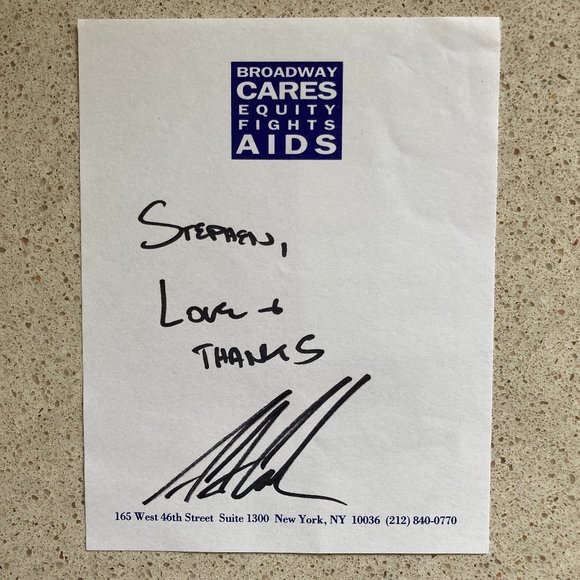 BROADWAY
CARES
EQUITY
FIGHTS
AIDS
STEPHEN,
LOVE +
THANKS
165 West 46th Street Suite 1300 New York, NY 10036 (212) 840-0770